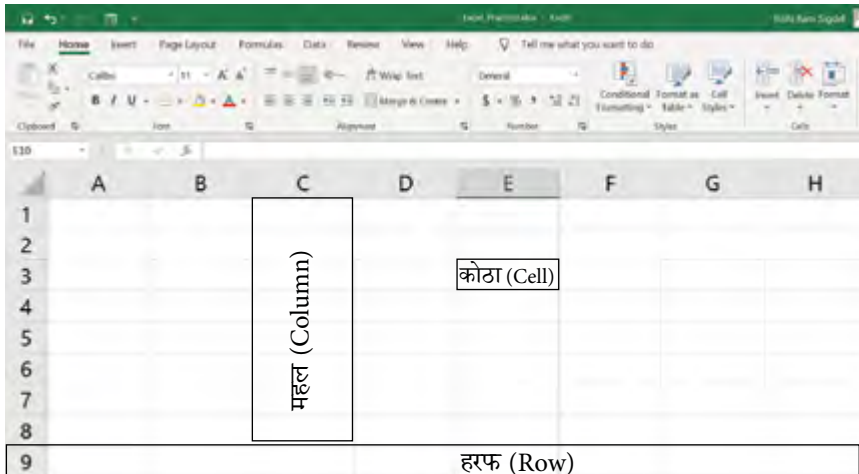 File Home Insert Page Layout Formulas Data Review View Help Tell me what you want to do
Calibri 11 Wrap Text General
B I U Merge & Center $ % Conditional Formatting Format as Table Cell Styles Insert Delete Format
Clipboard Font Alignment Number Styles Cells
E10
A B C D E F G H
1
2
3 कोठा (Cell)
4
5
6
7
8
महल (Column)
9 हरफ (Row)